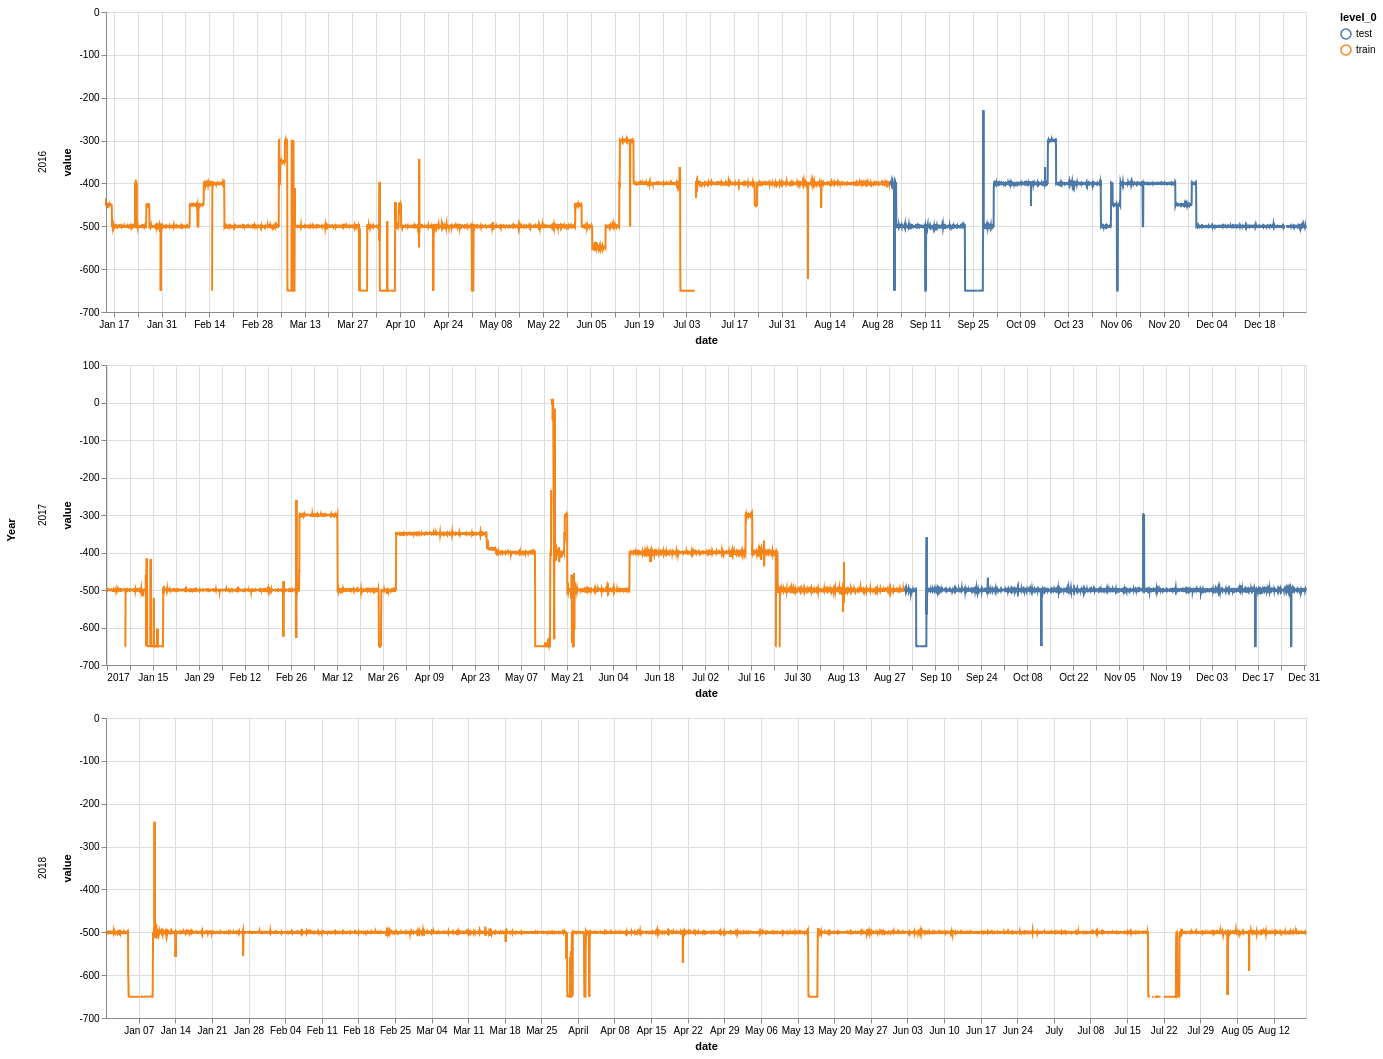 0
-100
-200
-300
-400
-500
-600
-700
2016
value
Jan 17 Jan 31 Feb 14 Feb 28 Mar 13 Mar 27 Apr 10 Apr 24 May 08 May 22 Jun 05 Jun 19 Jul 03 Jul 17 Jul 31 Aug 14 Aug 28 Sep 11 Sep 25 Oct 09 Oct 23 Nov 06 Nov 20 Dec 04 Dec 18
date
level_0
test
train
Year
100
0
-100
-200
-300
-400
-500
-600
-700
2017
value
2017 Jan 15 Jan 29 Feb 12 Feb 26 Mar 12 Mar 26 Apr 09 Apr 23 May 07 May 21 Jun 04 Jun 18 Jul 02 Jul 16 Jul 30 Aug 13 Aug 27 Sep 10 Sep 24 Oct 08 Oct 22 Nov 05 Nov 19 Dec 03 Dec 17 Dec 31
date
0
-100
-200
-300
-400
-500
-600
-700
2018
value
Jan 07 Jan 14 Jan 21 Jan 28 Feb 04 Feb 11 Feb 18 Feb 25 Mar 04 Mar 11 Mar 18 Mar 25 April Apr 08 Apr 15 Apr 22 Apr 29 May 06 May 13 May 20 May 27 Jun 03 Jun 10 Jun 17 Jun 24 July Jul 08 Jul 15 Jul 22 Jul 29 Aug 05 Aug 12
date